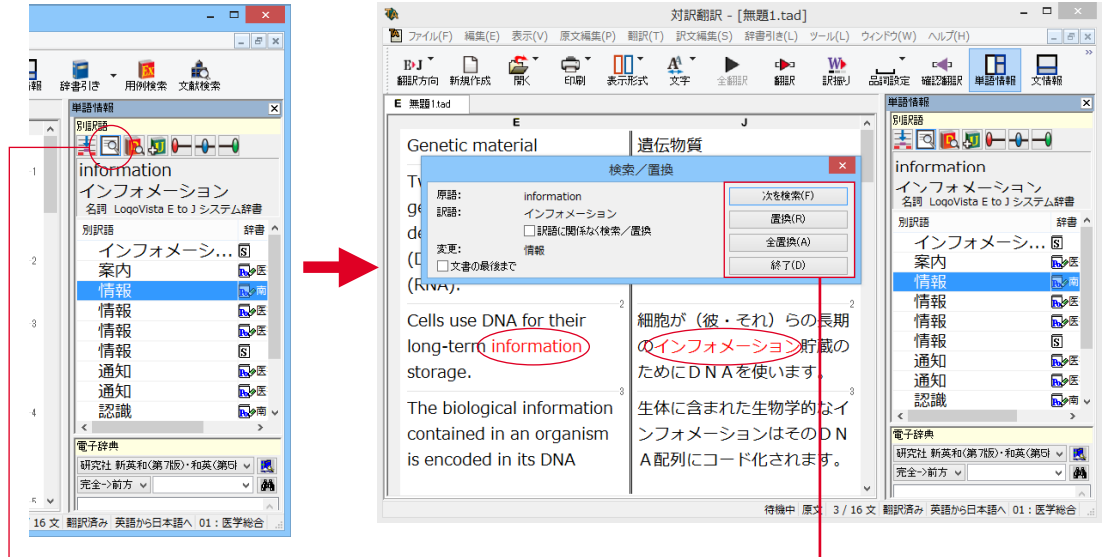 辞書引き 用例検索 文献検索
単語情報
別訳語
information
インフォメーション
名詞 LogoVista E to J システム辞書
別訳語 辞書
インフォメーシ...
案内 医
情報 南
情報 医
情報 医
情報
通知 医
通知 医
認識 南
電子辞典
研究社 新英和(第7版)・和英(第5
完全->前方
1
2
3
4
5
/ 16 文 翻訳済み 英語から日本語へ 01：医学総合
対訳翻訳 - [無題1.tad]
ファイル(F) 編集(E) 表示(V) 原文編集(P) 翻訳(T) 訳文編集(S) 辞書引き(L) ツール(L) ウィンドウ(W) ヘルプ(H)
翻訳方向 新規作成 開く 印刷 表示形式 文字 全翻訳 翻訳 訳振り 品詞設定 確認翻訳 単語情報 文情報
E 無題1.tad
E J
Genetic material 遺伝物質
検索／置換
原語: information
訳語: インフォメーション
訳語に関係なく検索／置換
変更: 情報
文書の最後まで
次を検索(F)
置換(R)
全置換(A)
終了(D)
(RNA).
2
Cells use DNA for their
long-term information
storage.
3
The biological information
contained in an organism
is encoded in its DNA
2
細胞が（彼・それ）らの長期
のインフォメーション貯蔵の
ためにＤＮＡを使います。
3
生体に含まれた生物学的なイ
ンフォメーションはそのＤＮ
Ａ配列にコード化されます。
単語情報
別訳語
information
インフォメーション
名詞 LogoVista E to J システム辞書
別訳語 辞書
インフォメーシ...
案内 医
情報 南
情報 医
情報 医
情報
通知 医
通知 医
認識 南
電子辞典
研究社 新英和(第7版)・和英(第5
完全->前方
待機中 原文 3 / 16 文 翻訳済み 英語から日本語へ 01：医学総合